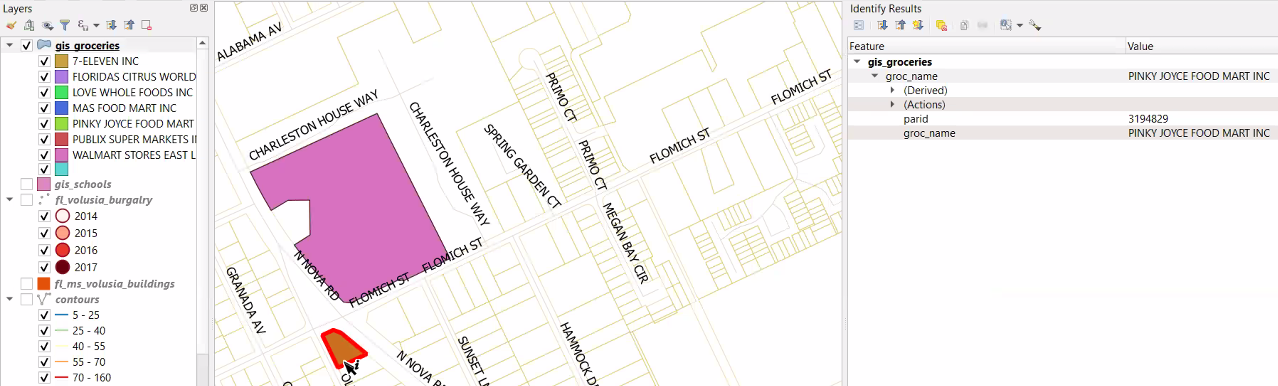 Layers
gis_groceries
7-ELEVEN INC
FLORIDAS CITRUS WORLD
LOVE WHOLE FOODS INC
MAS FOOD MART INC
PINKY JOYCE FOOD MART
PUBLIX SUPER MARKETS I
WALMART STORES EAST L
gis_schools
fl_volusia_burgalry
2014
2015
2016
2017
fl_ms_volusia_buildings
contours
5 - 25
25 - 40
40 - 55
55 - 70
70 - 160
ALABAMA AV
CHARLESTON HOUSE WAY
CHARLESTON HOUSE WAY
PRIMO CT
FLOMICH ST
SPRING GARDEN CT
PRIMO CT
FLOMICH ST
MEGAN BAY CIR
FLOMICH ST
FLOMICH ST
N NOVA RD
GRANADA AV
N NOVA R
SUNSET LA
HAMMOCK D
Identify Results
Feature Value
gis_groceries
groc_name PINKY JOYCE FOOD MART INC
(Derived)
(Actions)
parid 3194829
groc_name PINKY JOYCE FOOD MART INC